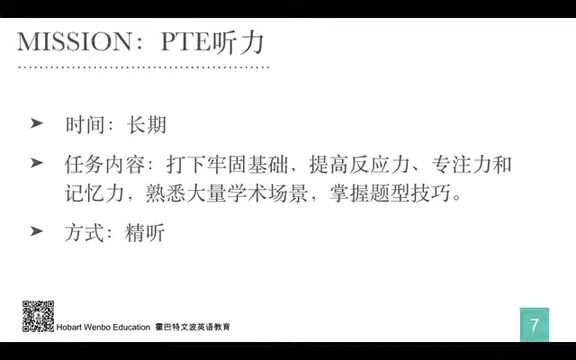 MISSION：PTE听力
➤ 时间：长期
➤ 任务内容：打下牢固基础，提高反应力、专注力和
记忆力，熟悉大量学术场景，掌握题型技巧。
➤ 方式：精听
Hobart Wenbo Education 霍巴特文波英语教育
7